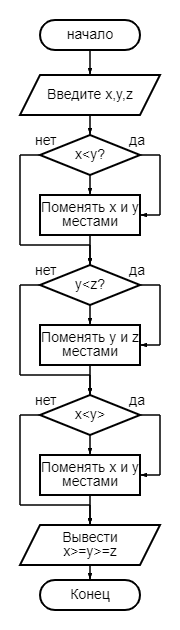 начало
Введите x,y,z
нет да
x<y?
Поменять x и y
местами
нет да
y<z?
Поменять y и z
местами
нет да
x<y>
Поменять x и y
местами
Вывести
x>=y>=z
Конец